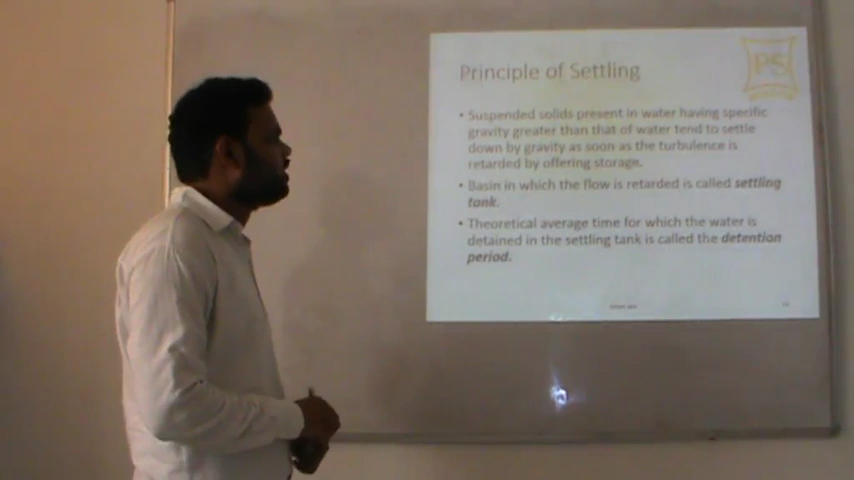 PS
Principle of Settling
• Suspended solids present in water having specific
gravity greater than that of water tend to settle
down by gravity as soon as the turbulence is
retarded by offering storage.
• Basin in which the flow is retarded is called settling
tank.
• Theoretical average time for which the water is
detained in the settling tank is called the detention
period.